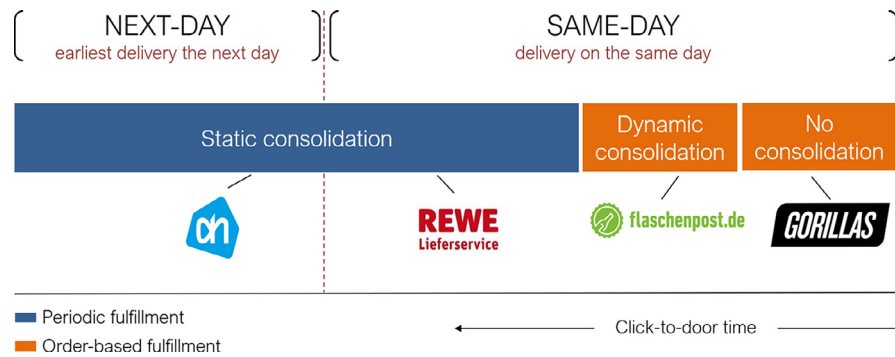 NEXT-DAY
earliest delivery the next day
SAME-DAY
delivery on the same day
Static consolidation
Dynamic
consolidation
No
consolidation
ah
REWE
Lieferservice
flaschenpost.de
GORILLAS
Periodic fulfillment
Order-based fulfillment
Click-to-door time